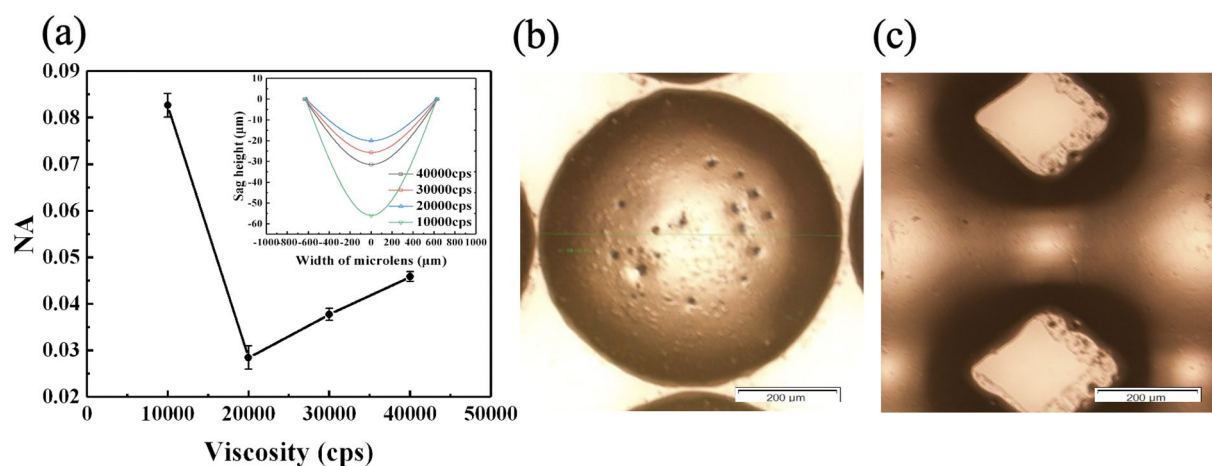 (a)
(b)
(c)
0.09
0.08
0.07
0.06
0.05
0.04
0.03
0.02
NA
0
10000
20000
30000
40000
50000
Viscosity (cps)
10
0
-10
-20
-30
-40
-50
-60
Sag height (μm)
40000cps
30000cps
20000cps
10000cps
-1000 -800 -600 -400 -200 0 200 400 600 800 1000
Width of microlens (μm)
200 μm
200 μm